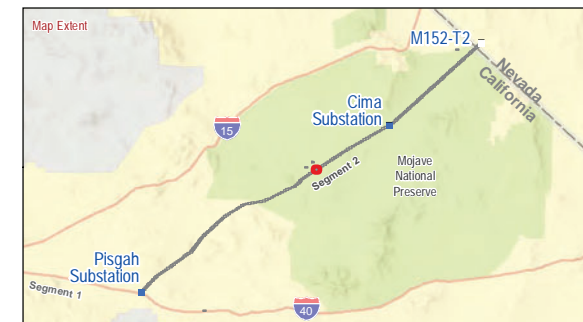 Map Extent
M152-T2
Nevada
California
Cima
Substation
15
Segment 2
Mojave
National
Preserve
Pisgah
Substation
Segment 1
40